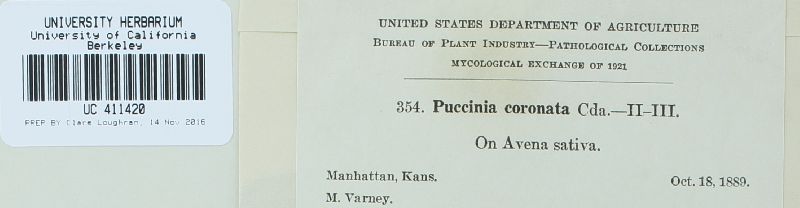 UNIVERSITY HERBARIUM
University of California
Berkeley
UC 411420
PREP BY Clare Loughran, 14 Nov 2016
UNITED STATES DEPARTMENT OF AGRICULTURE
BUREAU OF PLANT INDUSTRY—PATHOLOGICAL COLLECTIONS
MYCOLOGICAL EXCHANGE OF 1921
354. Puccinia coronata Cda.—II–III.
On Avena sativa.
Manhattan, Kans.
Oct. 18, 1889.
M. Varney.